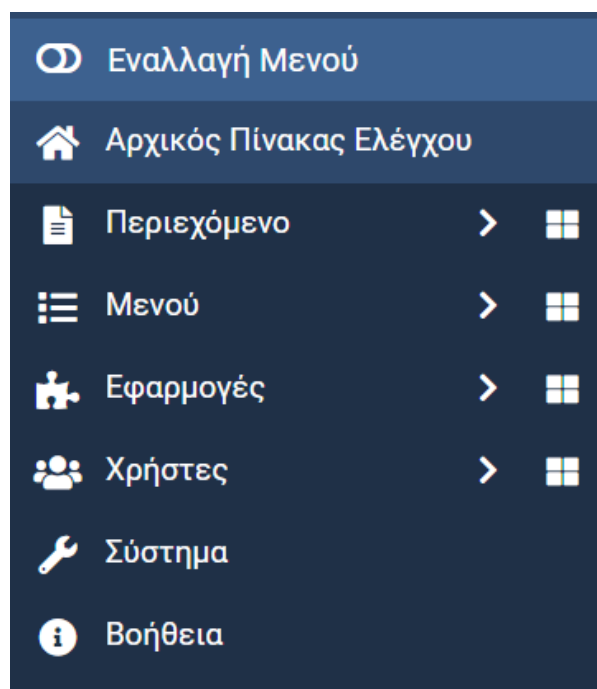 Εναλλαγή Μενού
Αρχικός Πίνακας Ελέγχου
Περιεχόμενο
Μενού
Εφαρμογές
Χρήστες
Σύστημα
Βοήθεια